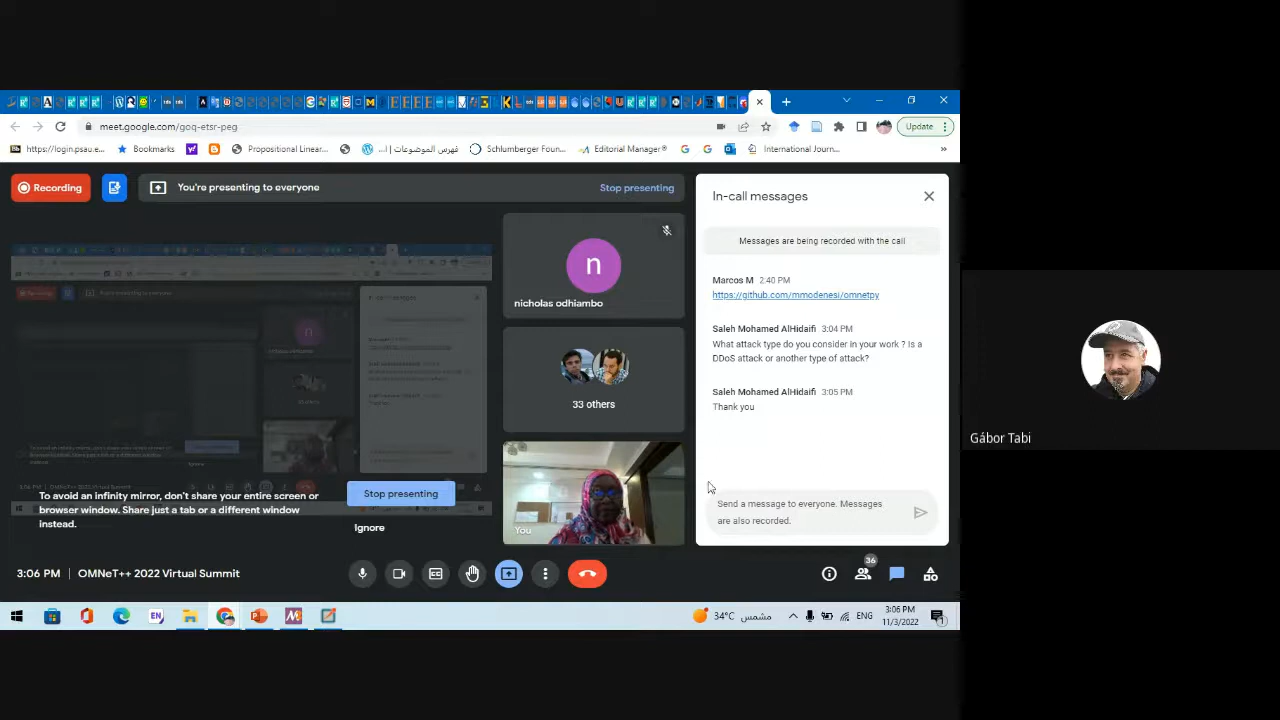 meet.google.com/goq-etsr-peg
Update
https://login.psau.e...
Bookmarks
Propositional Linear...
فهرس الموضوعات | ا...
Schlumberger Foun...
Editorial Manager®
International Journ...
»
Recording
You're presenting to everyone
Stop presenting
In-call messages
Messages are being recorded with the call
n
nicholas odhiambo
Marcos M 2:40 PM
https://github.com/mmodenesi/omnetpy
Saleh Mohamed AlHidaifi 3:04 PM
What attack type do you consider in your work ? Is a
DDoS attack or another type of attack?
33 others
Saleh Mohamed AlHidaifi 3:05 PM
Thank you
Gábor Tabi
To avoid an infinity mirror, don't share your entire screen or
browser window. Share just a tab or a different window
instead.
Stop presenting
Ignore
You
Send a message to everyone. Messages
are also recorded.
3:06 PM | OMNeT++ 2022 Virtual Summit
36
EN
34°C مشمس
ENG
3:06 PM
11/3/2022
1